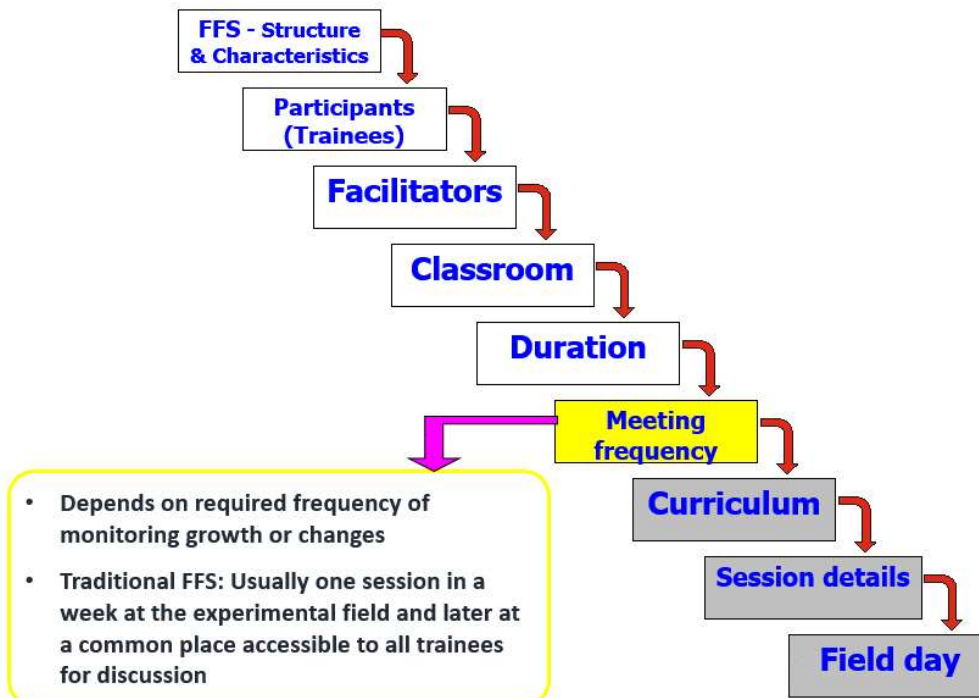 FFS - Structure
& Characteristics
Participants
(Trainees)
Facilitators
Classroom
Duration
Meeting
frequency
• Depends on required frequency of
monitoring growth or changes
• Traditional FFS: Usually one session in a
week at the experimental field and later at
a common place accessible to all trainees
for discussion
Curriculum
Session details
Field day